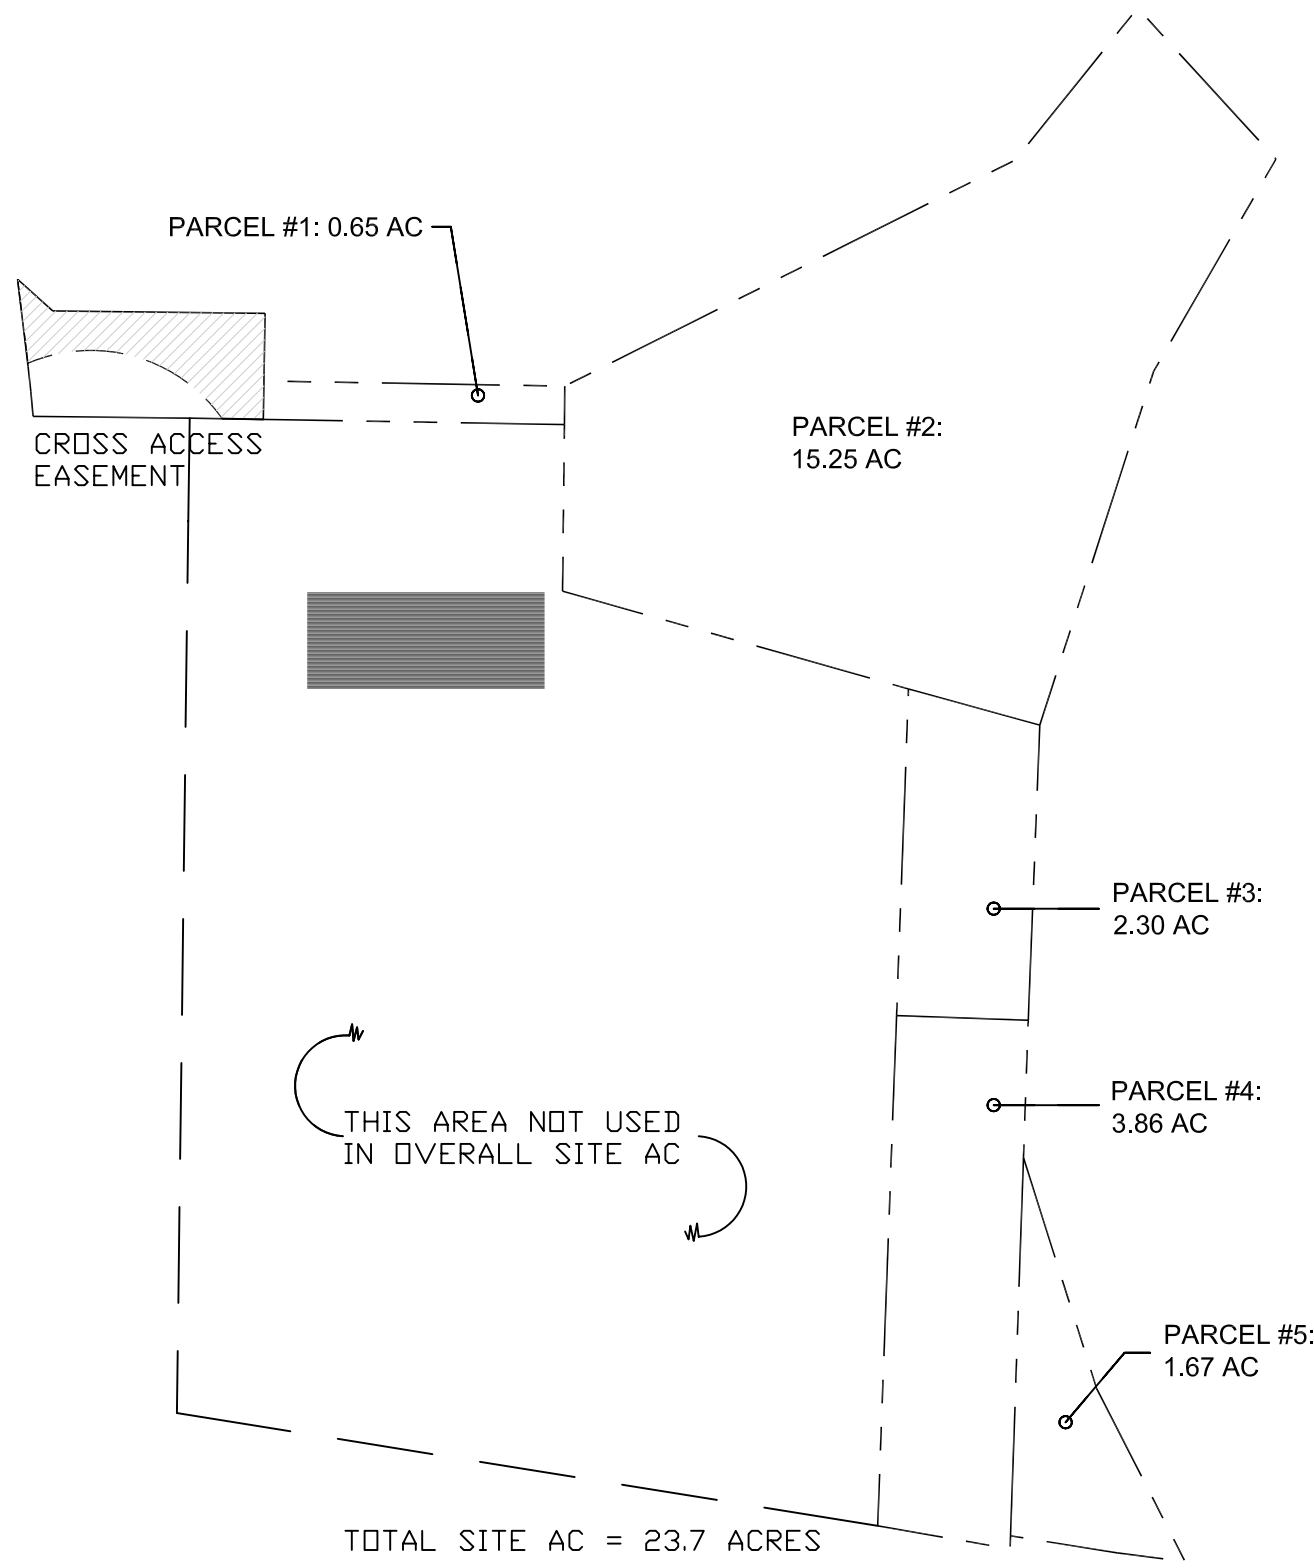 PARCEL #1: 0.65 AC
CROSS ACCESS
EASEMENT
PARCEL #2:
15.25 AC
PARCEL #3:
2.30 AC
PARCEL #4:
3.86 AC
THIS AREA NOT USED
IN OVERALL SITE AC
PARCEL #5:
1.67 AC
TOTAL SITE AC = 23.7 ACRES